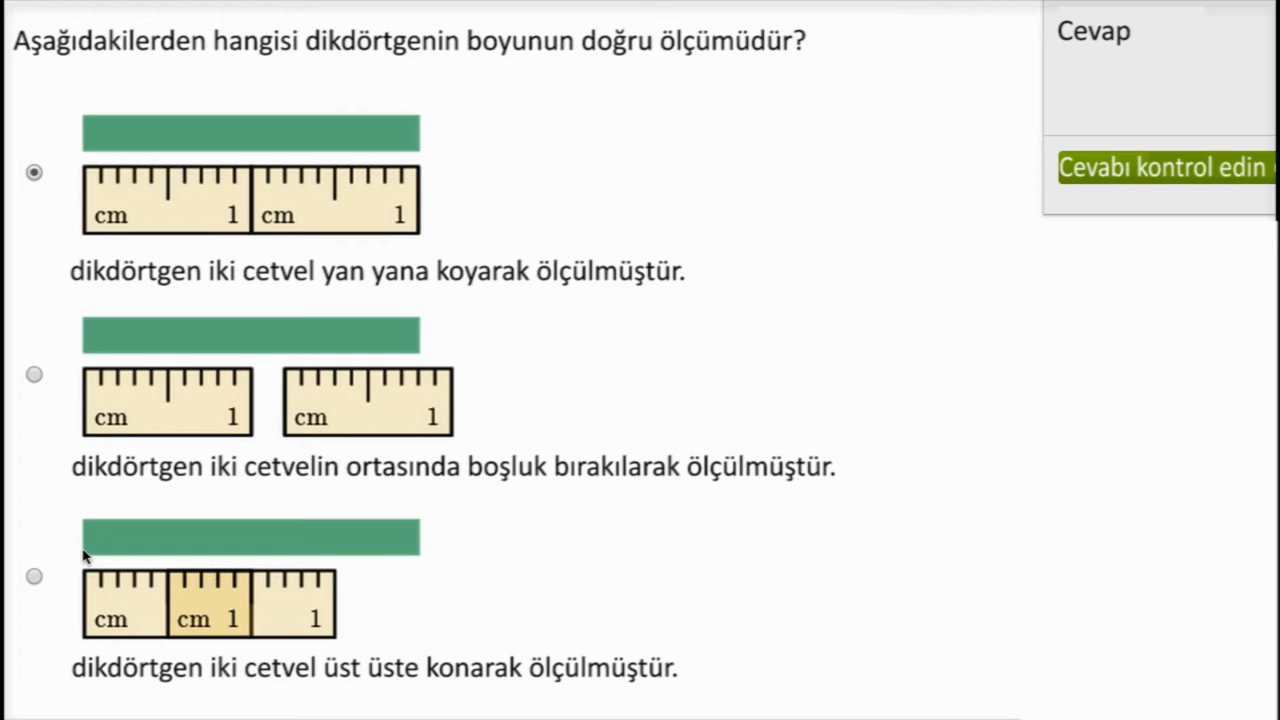 Aşağıdakilerden hangisi dikdörtgenin boyunun doğru ölçümüdür?
Cevap
Cevabı kontrol edin
cm 1 cm 1
dikdörtgen iki cetvel yan yana koyarak ölçülmüştür.
cm 1 cm 1
dikdörtgen iki cetvelin ortasında boşluk bırakılarak ölçülmüştür.
cm cm 1 1
dikdörtgen iki cetvel üst üste konarak ölçülmüştür.